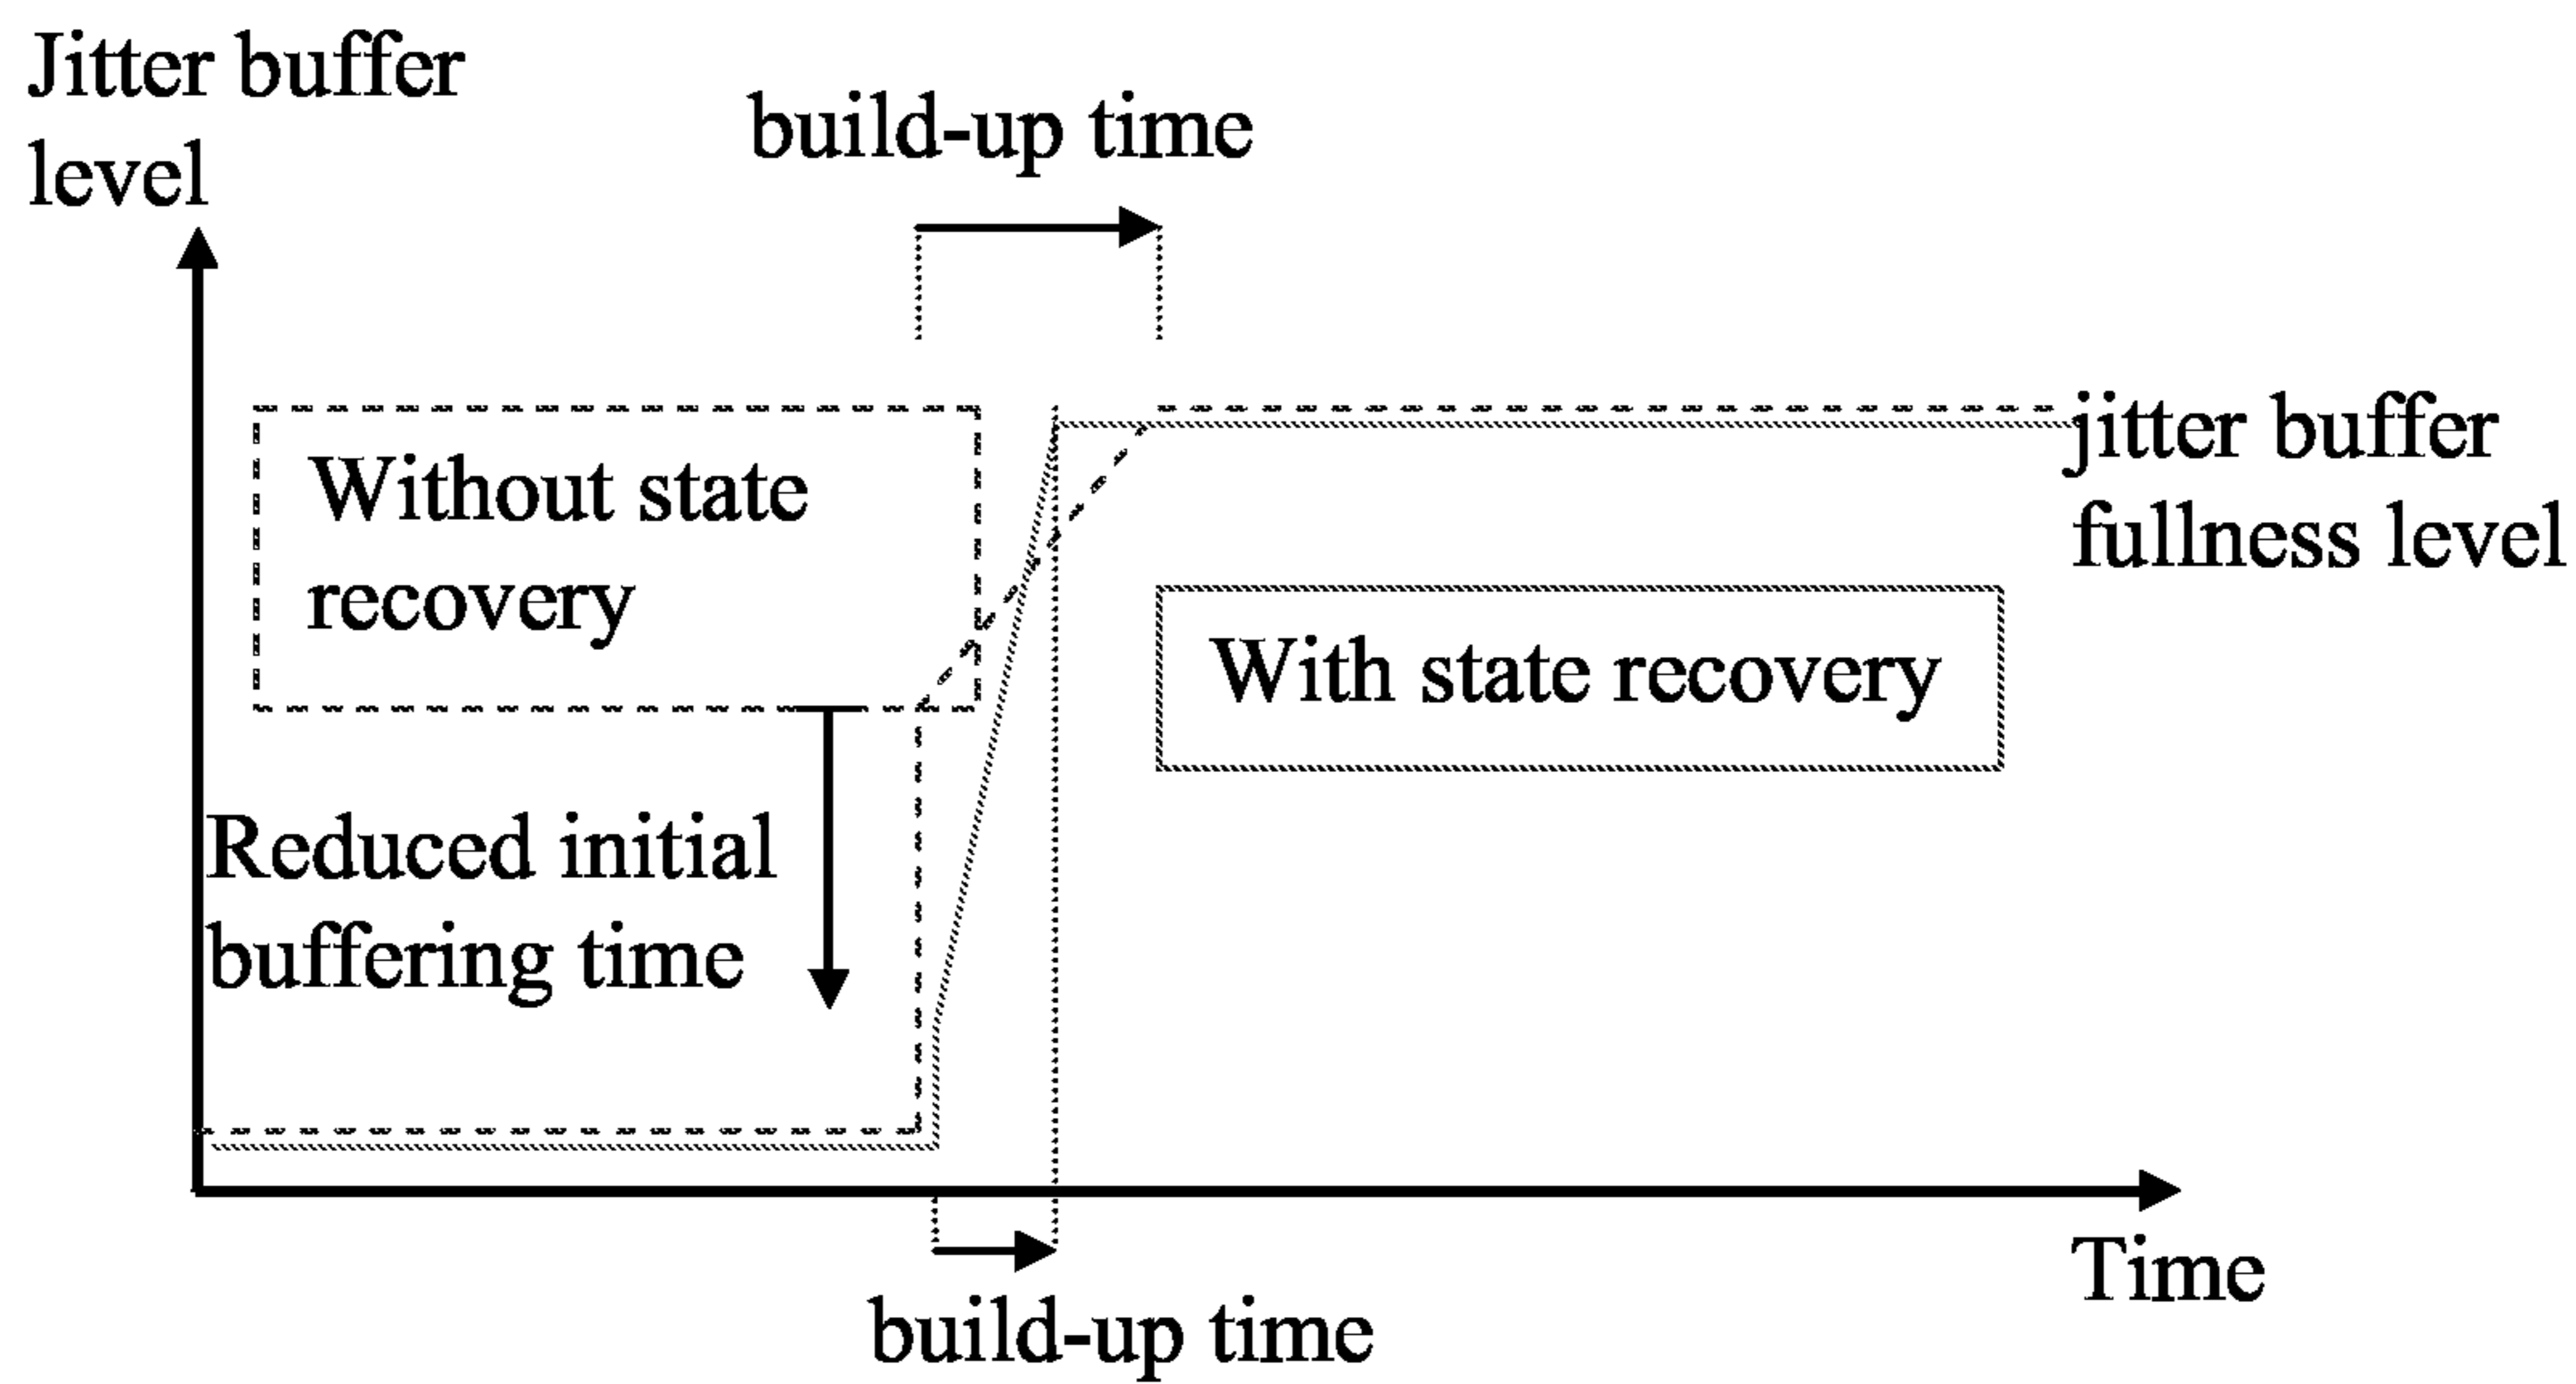 Jitter buffer
level
build-up time
Without state
recovery
jitter buffer
fullness level
With state recovery
Reduced initial
buffering time
Time
build-up time